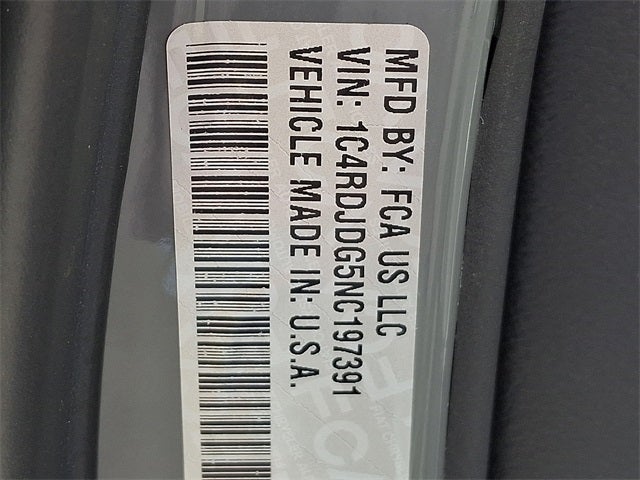 MFD BY: FCA US LLC
VIN: 1C4RDJDG5NC197391
VEHICLE MADE IN: U.S.A.